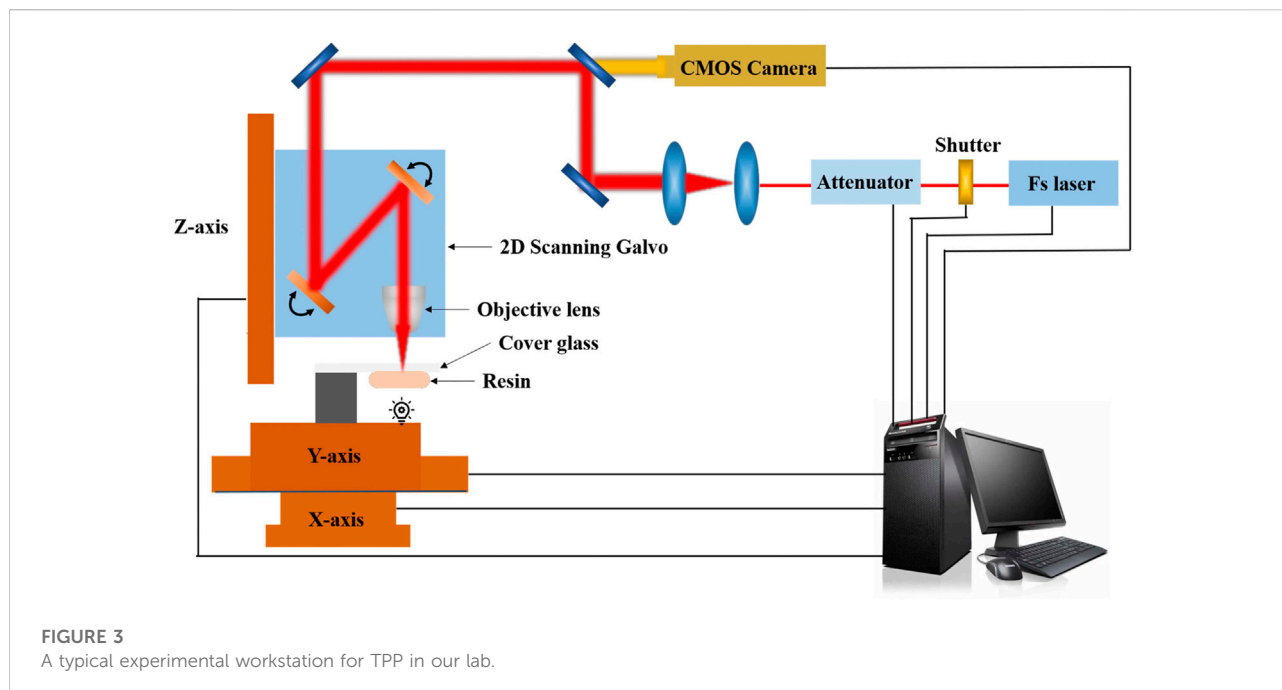 CMOS Camera
Shutter
Attenuator
Fs laser
Z-axis
2D Scanning Galvo
Objective lens
Cover glass
Resin
Y-axis
X-axis
FIGURE 3
A typical experimental workstation for TPP in our lab.